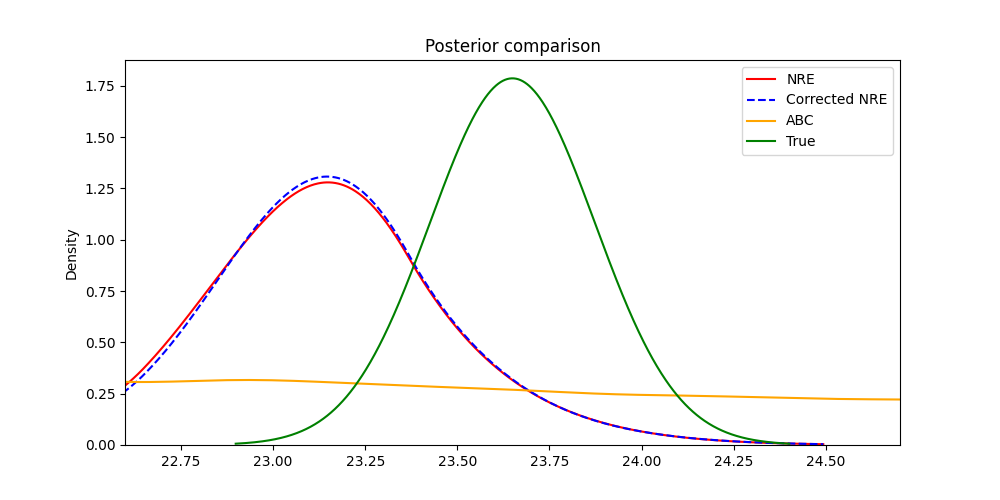 Posterior comparison
NRE
Corrected NRE
ABC
True
Density
1.75
1.50
1.25
1.00
0.75
0.50
0.25
0.00
22.75 23.00 23.25 23.50 23.75 24.00 24.25 24.50